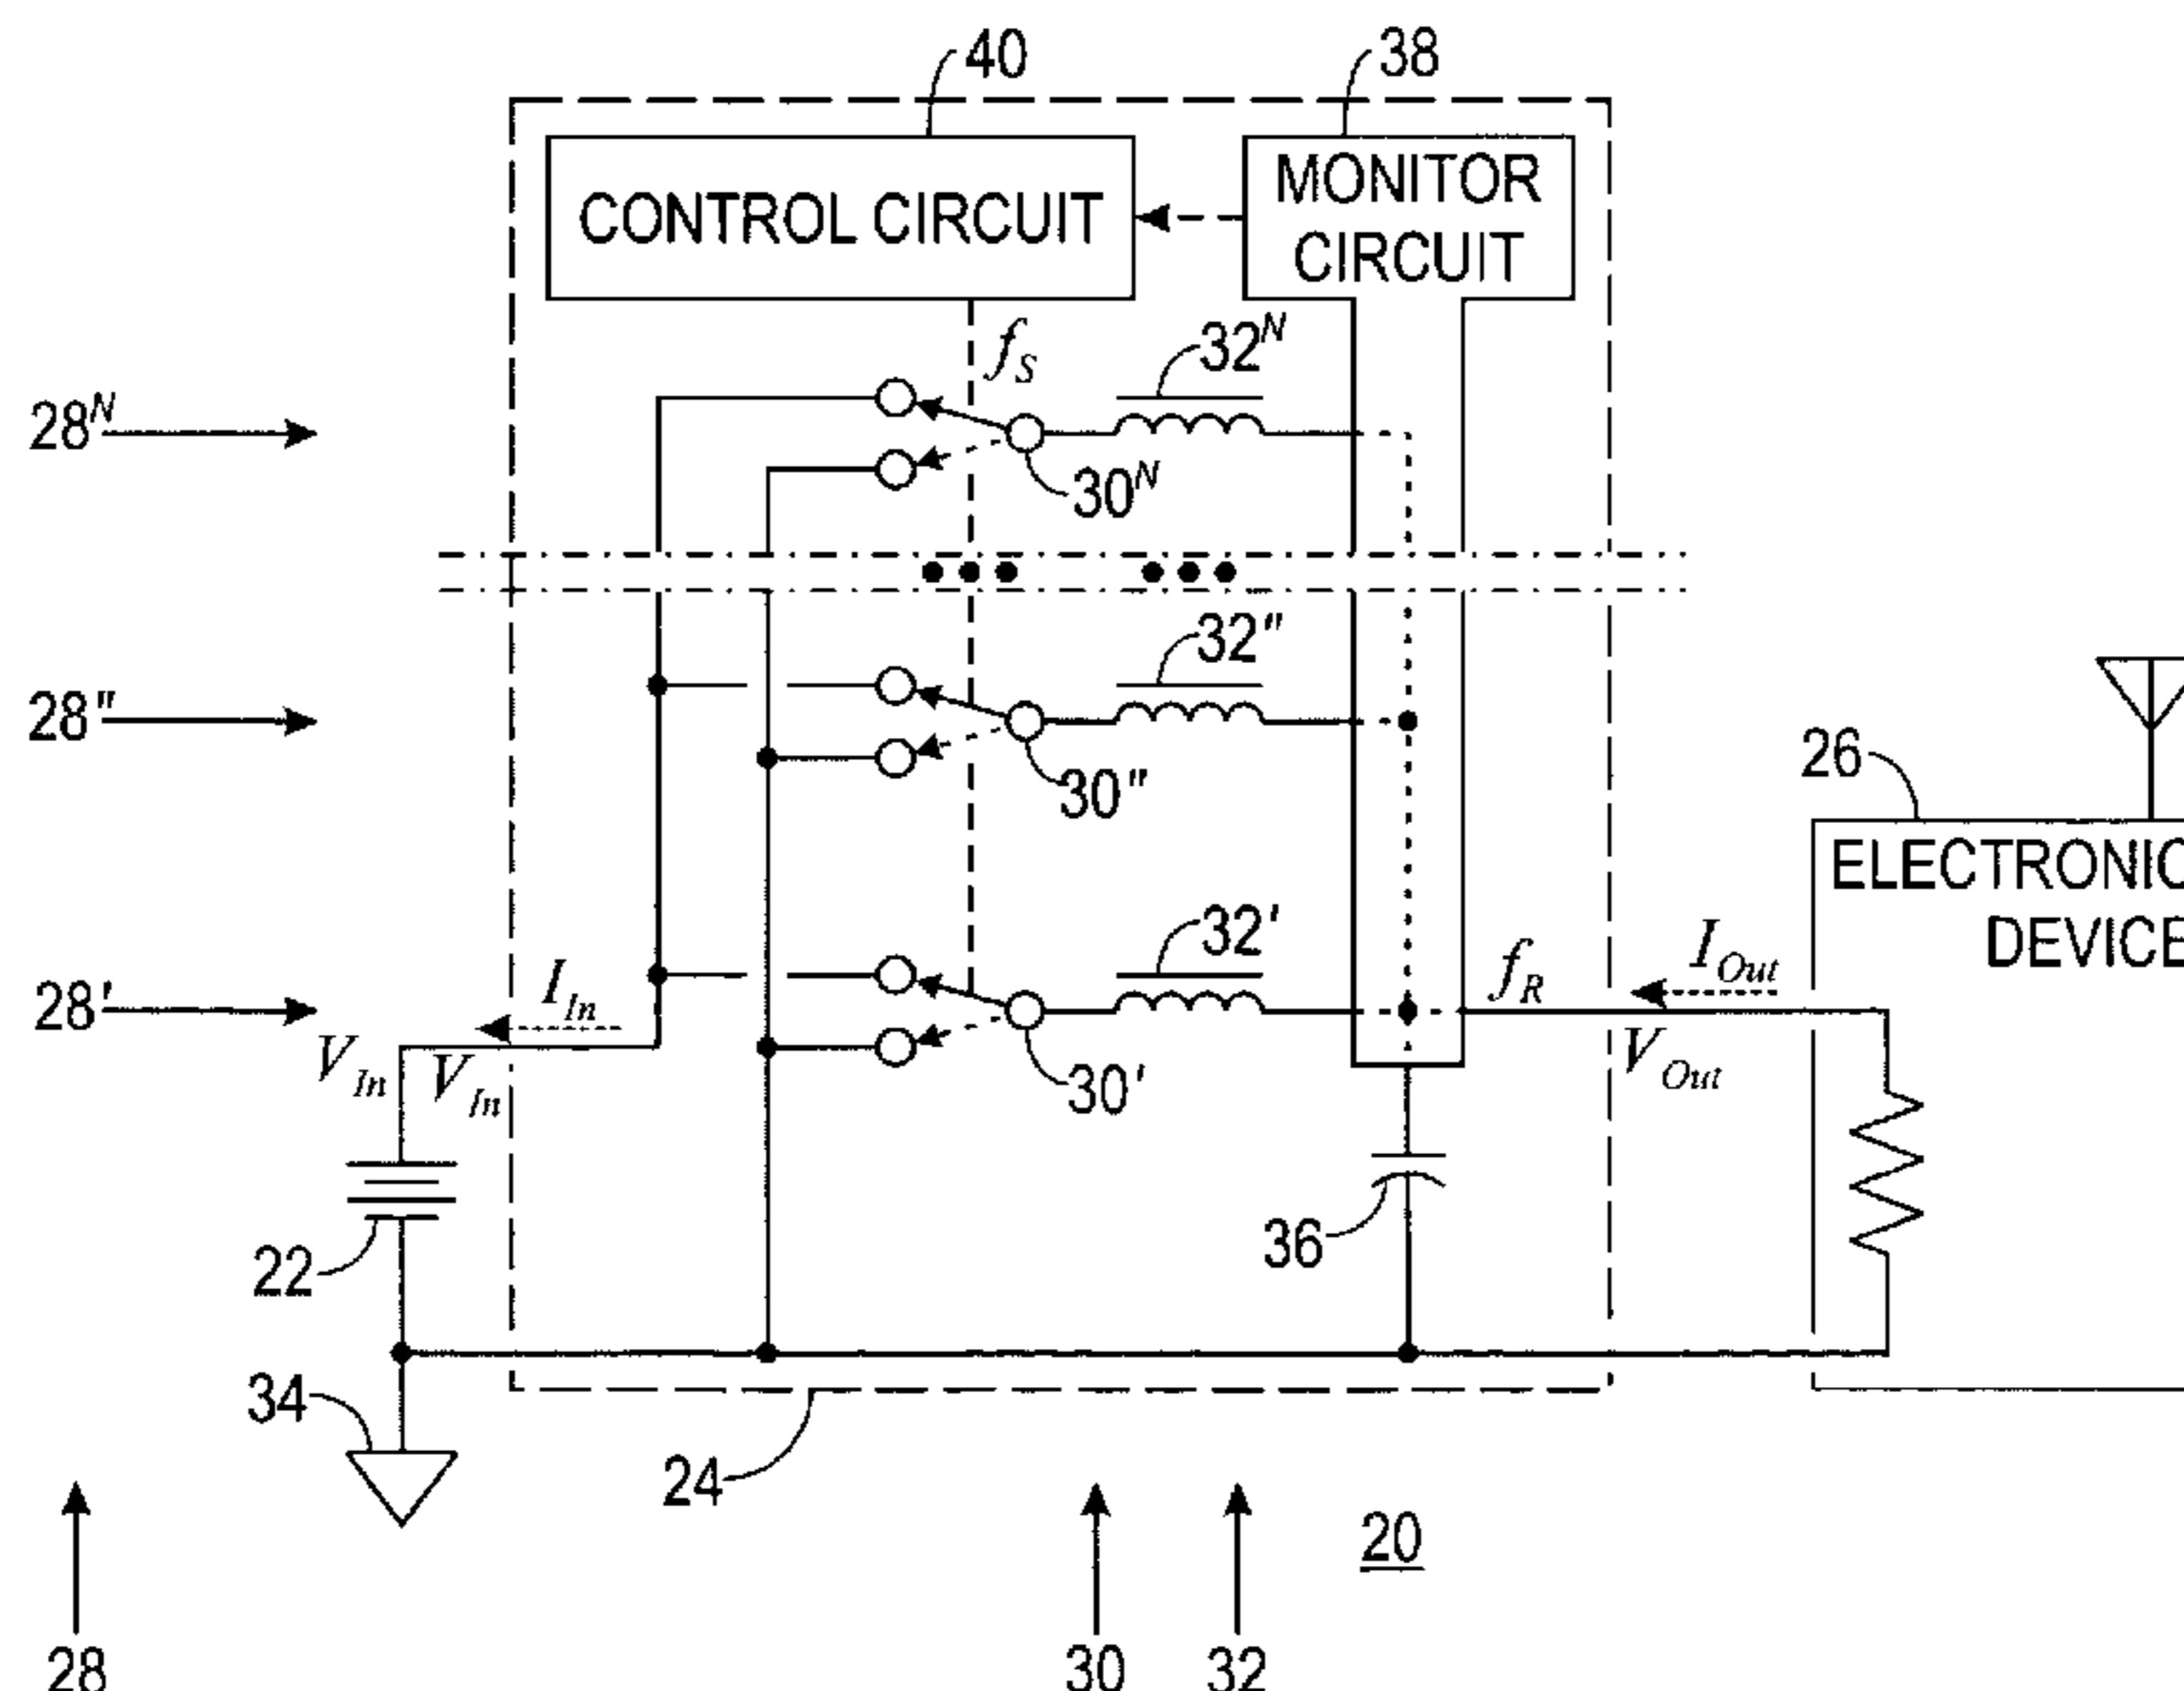 40
38
CONTROL CIRCUIT
MONITOR
CIRCUIT
f_S
32^N
28^N
30^N
32"
28"
30"
26
ELECTRONIC
DEVICE
32'
28'
I_In
f_R
I_Out
V_In
V_In
V_Out
30'
22
36
34
24
20
28
30
32